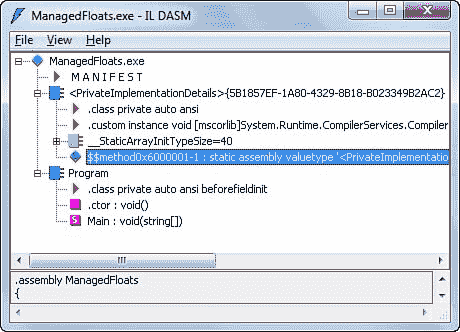 ManagedFloats.exe - IL DASM
File View Help
ManagedFloats.exe
M A N I F E S T
<PrivateImplementationDetails>{5B1857EF-1A80-4329-8B18-B023349B2AC2}
.class private auto ansi
.custom instance void [mscorlib]System.Runtime.CompilerServices.Compiler
__StaticArrayInitTypeSize=40
$$method0x6000001-1 : static assembly valuetype '<PrivateImplementatio
Program
.class private auto ansi beforefieldinit
.ctor : void()
S Main : void(string[])
.assembly ManagedFloats
{